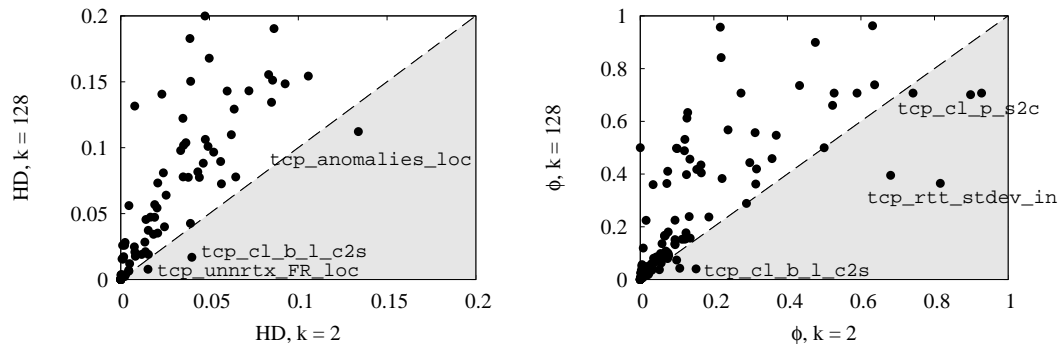 0.2
0.15
0.1
0.05
0
0
0.05
0.1
0.15
0.2
HD, k = 128
HD, k = 2
tcp_anomalies_loc
tcp_cl_b_l_c2s
tcp_unnrtx_FR_loc
1
0.8
0.6
0.4
0.2
0
0
0.2
0.4
0.6
0.8
1
ϕ, k = 128
ϕ, k = 2
tcp_cl_p_s2c
tcp_rtt_stdev_in
tcp_cl_b_l_c2s